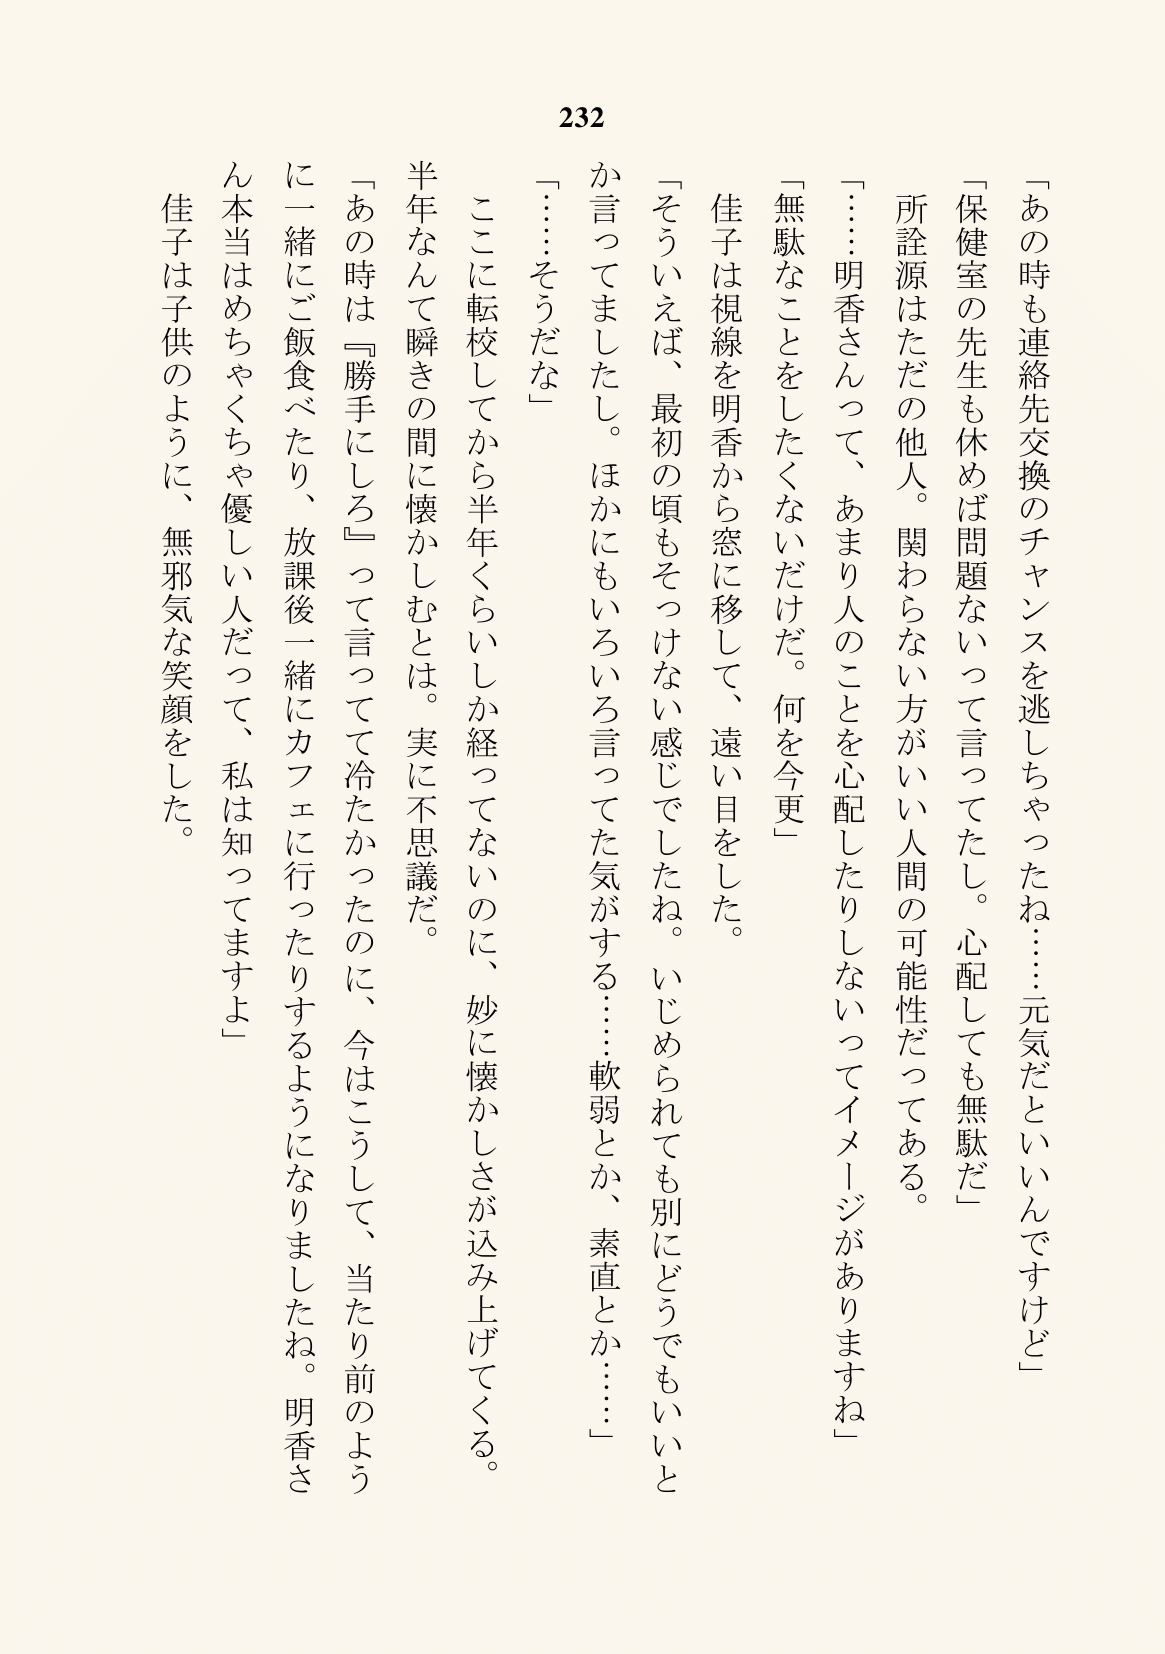 232
「あの時も連絡先交換のチャンスを逃しちゃったね……元気だといいんですけど」
「保健室の先生も休めば問題ないって言ってたし。心配しても無駄だ」
所詮源はただの他人。関わらない方がいい人間の可能性だってある。
「……明香さんって、あまり人のことを心配したりしないってイメージがありますね」
「無駄なことをしたくないだけだ。何を今更」
佳子は視線を明香から窓に移して、遠い目をした。
「そういえば、最初の頃もそっけない感じでしたね。いじめられても別にどうでもいいと
か言ってましたし。ほかにもいろいろ言ってた気がする……軟弱とか、素直とか……」
「……そうだな」
ここに転校してから半年くらいしか経ってないのに、妙に懐かしさが込み上げてくる。
半年なんて瞬きの間に懐かしむとは。実に不思議だ。
「あの時は『勝手にしろ』って言ってて冷たかったのに、今はこうして、当たり前のよう
に一緒にご飯食べたり、放課後一緒にカフェに行ったりするようになりましたね。明香さ
ん本当はめちゃくちゃ優しい人だって、私は知ってますよ」
佳子は子供のように、無邪気な笑顔をした。